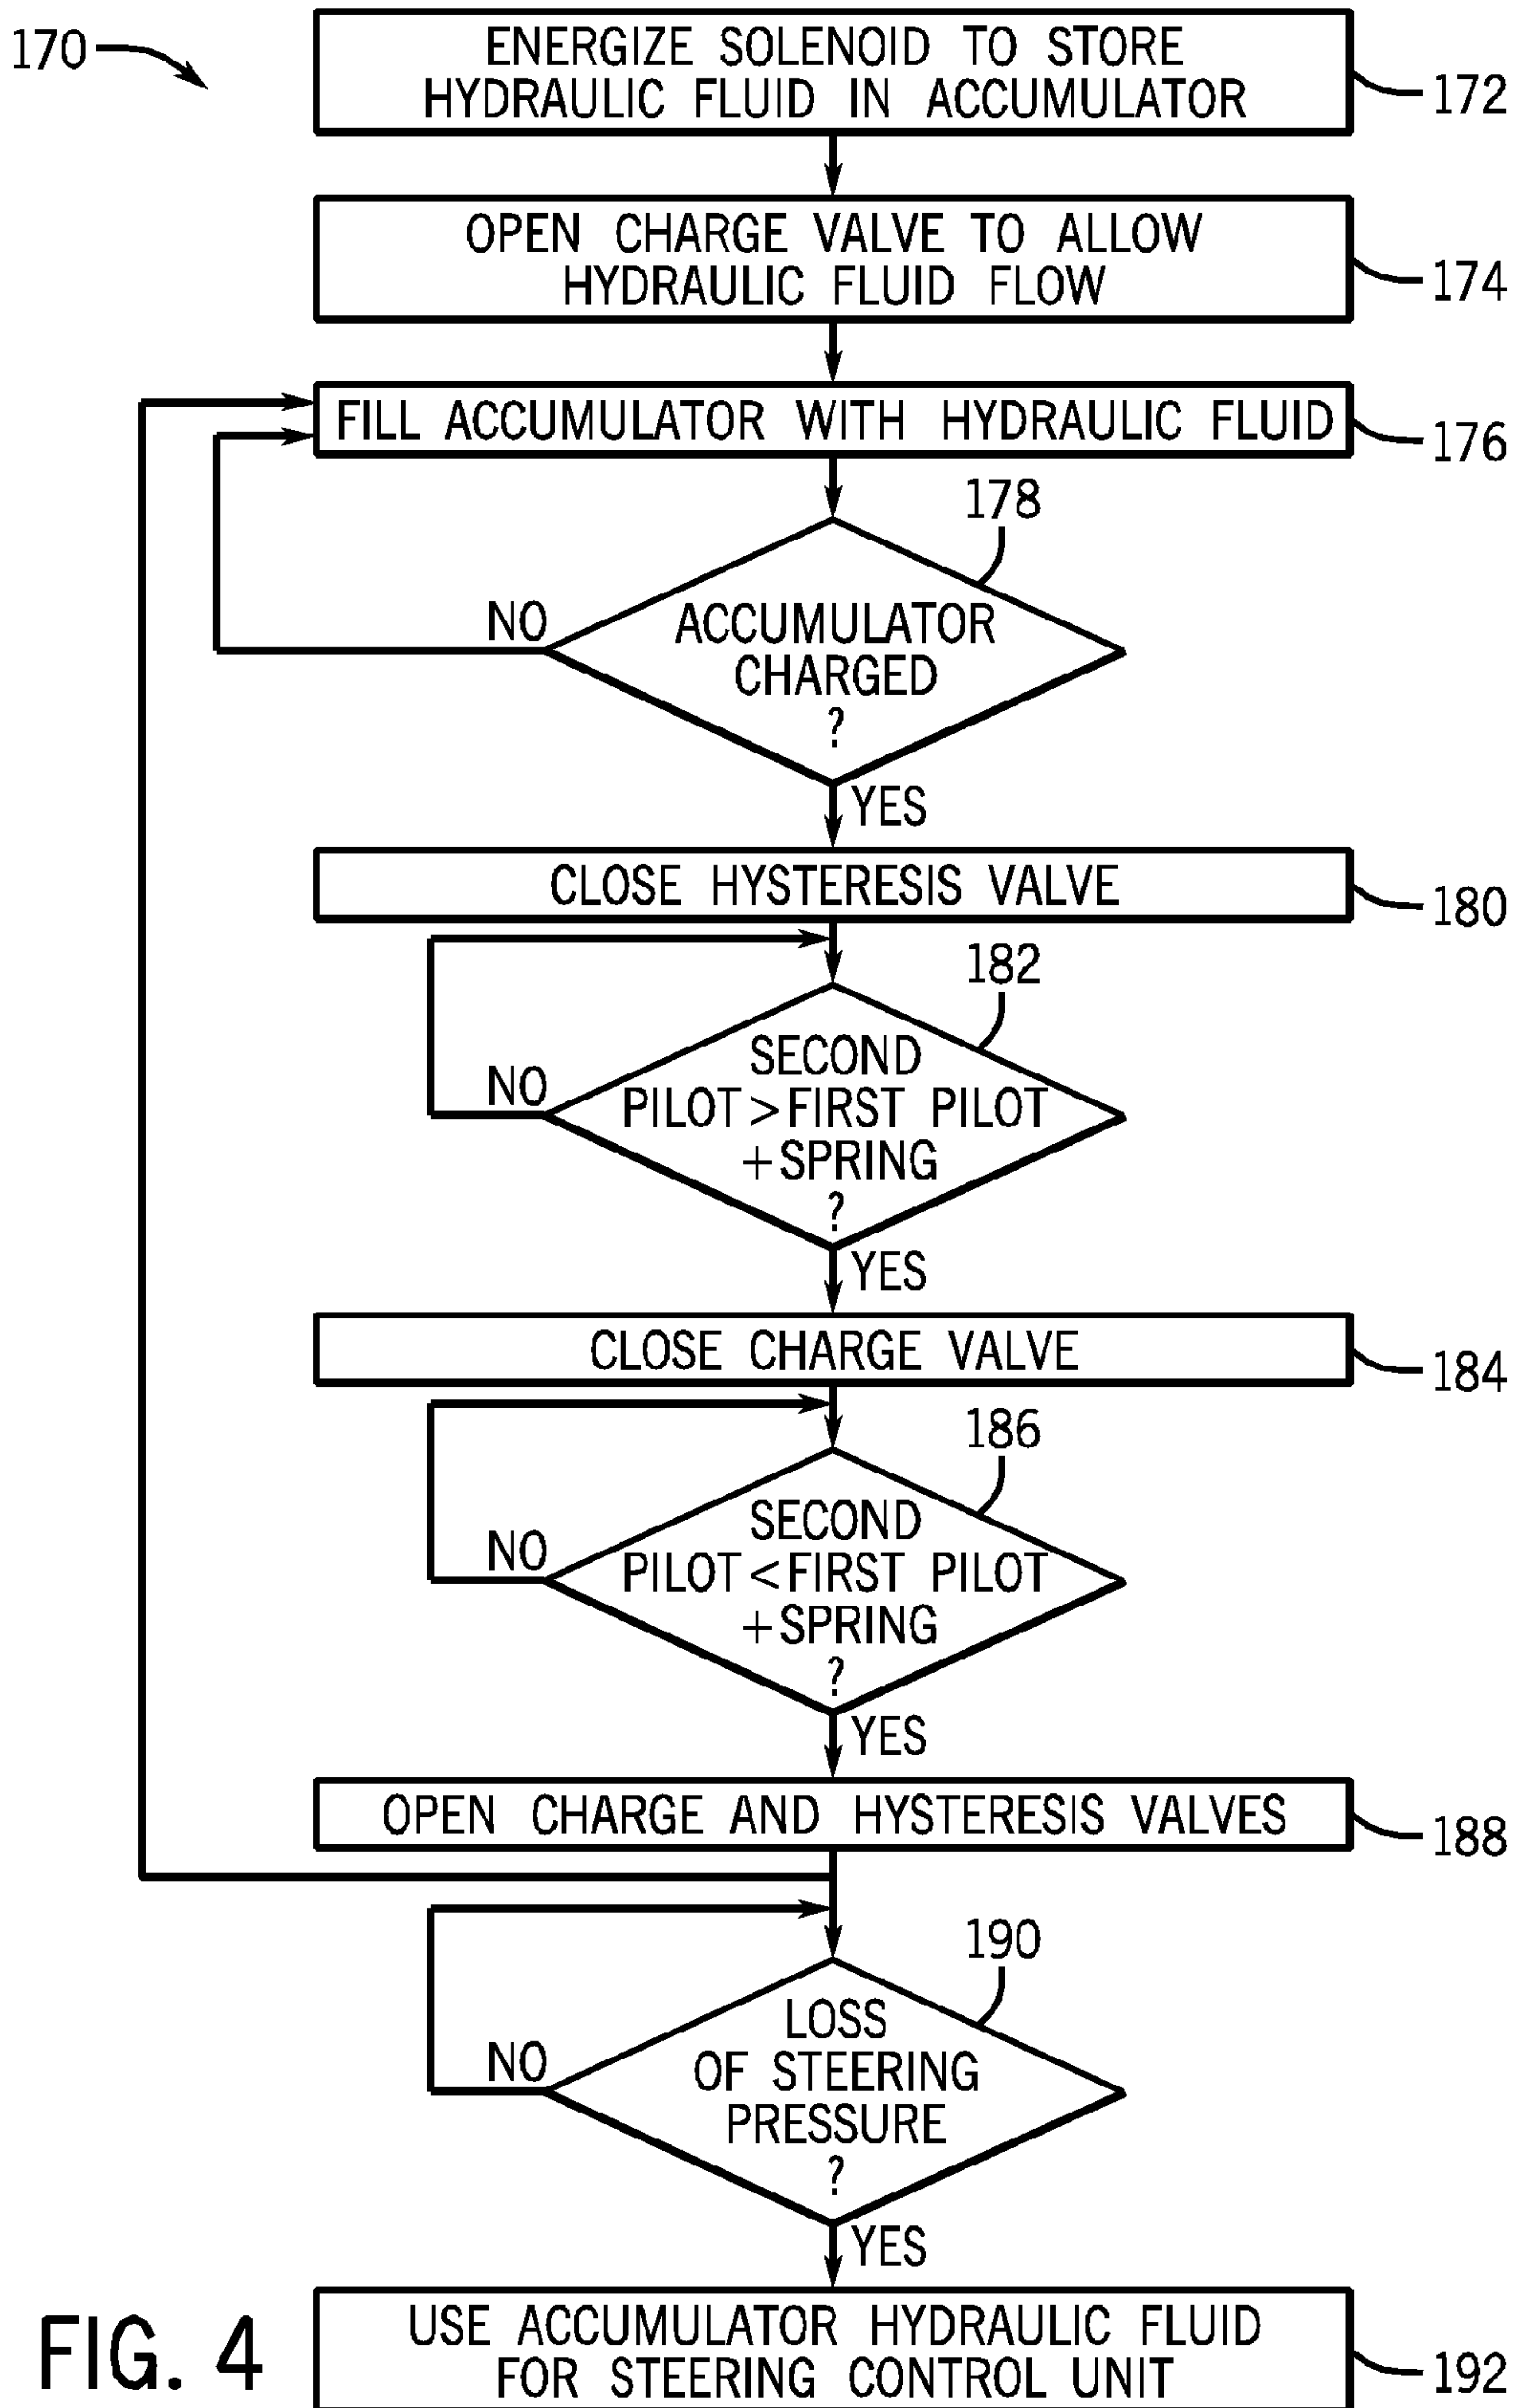 170
ENERGIZE SOLENOID TO STORE
HYDRAULIC FLUID IN ACCUMULATOR
172
OPEN CHARGE VALVE TO ALLOW
HYDRAULIC FLUID FLOW
174
FILL ACCUMULATOR WITH HYDRAULIC FLUID
176
178
NO
ACCUMULATOR
CHARGED
?
YES
CLOSE HYSTERESIS VALVE
180
182
NO
SECOND
PILOT>FIRST PILOT
+SPRING
?
YES
CLOSE CHARGE VALVE
184
186
NO
SECOND
PILOT<FIRST PILOT
+SPRING
?
YES
OPEN CHARGE AND HYSTERESIS VALVES
188
190
NO
LOSS
OF STEERING
PRESSURE
?
YES
USE ACCUMULATOR HYDRAULIC FLUID
FOR STEERING CONTROL UNIT
192
FIG. 4